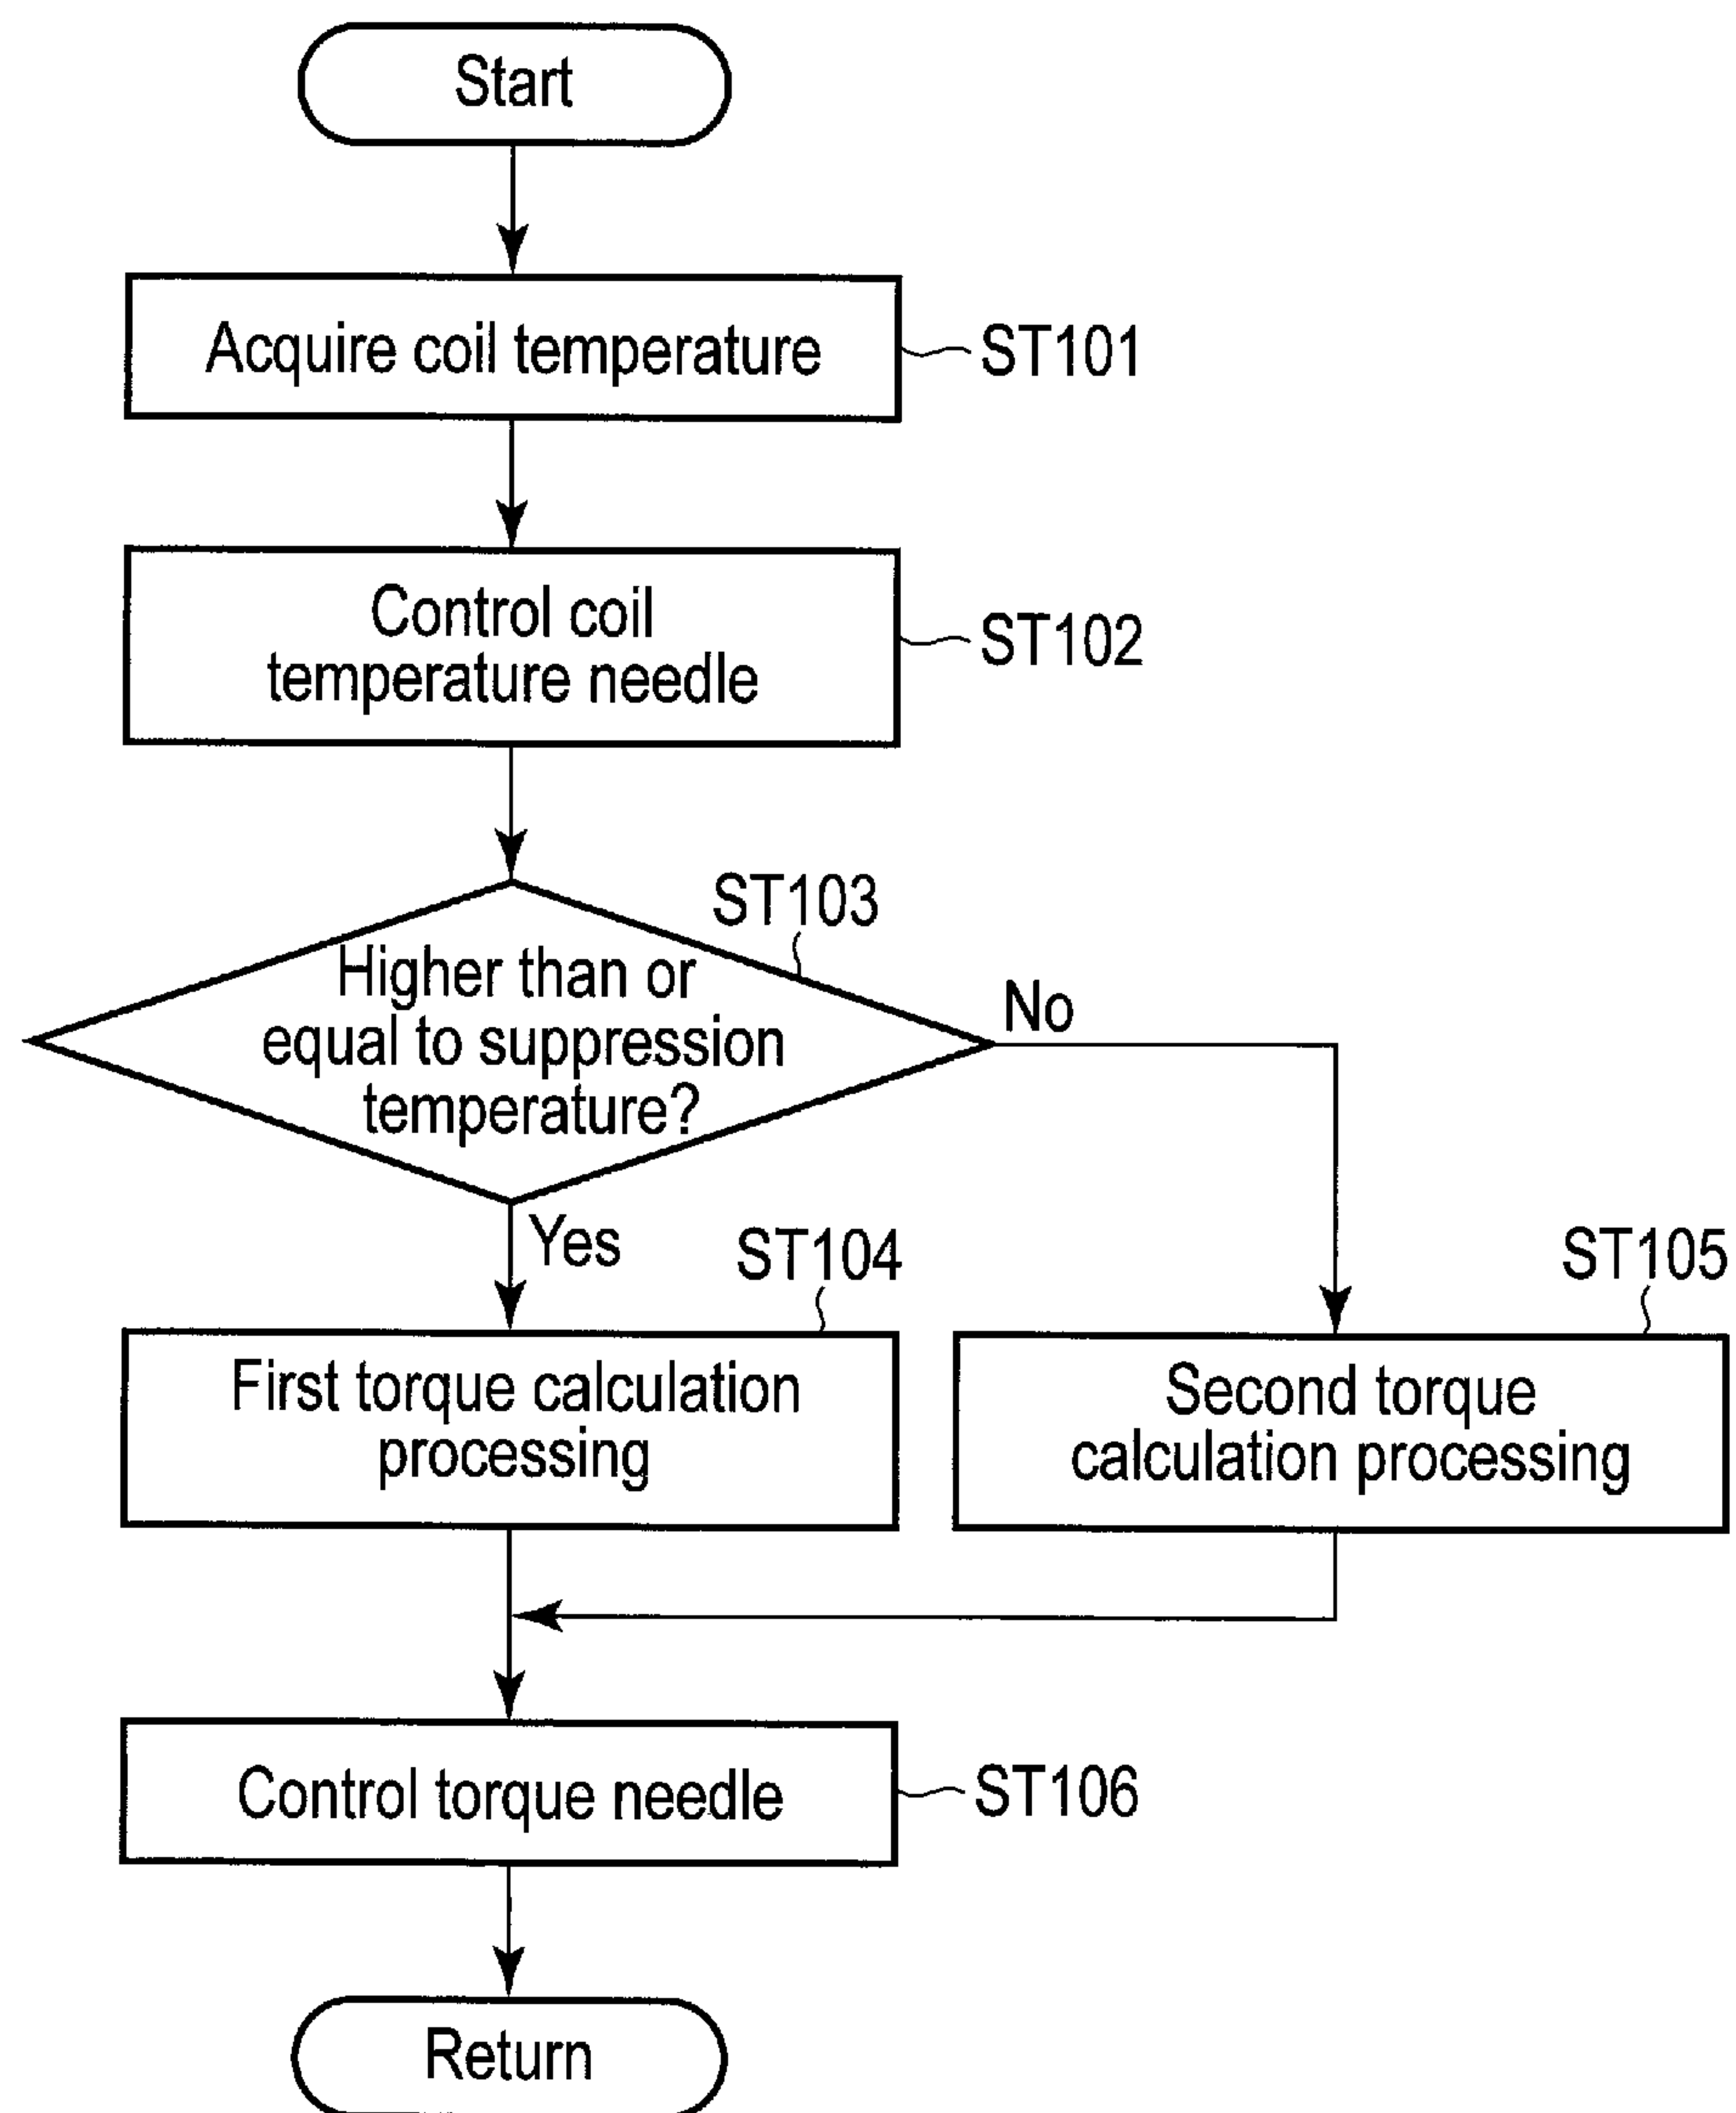 Start
Acquire coil temperature
ST101
Control coil
temperature needle
ST102
ST103
Higher than or
equal to suppression
temperature?
No
Yes
ST104
First torque calculation
processing
ST105
Second torque
calculation processing
Control torque needle
ST106
Return